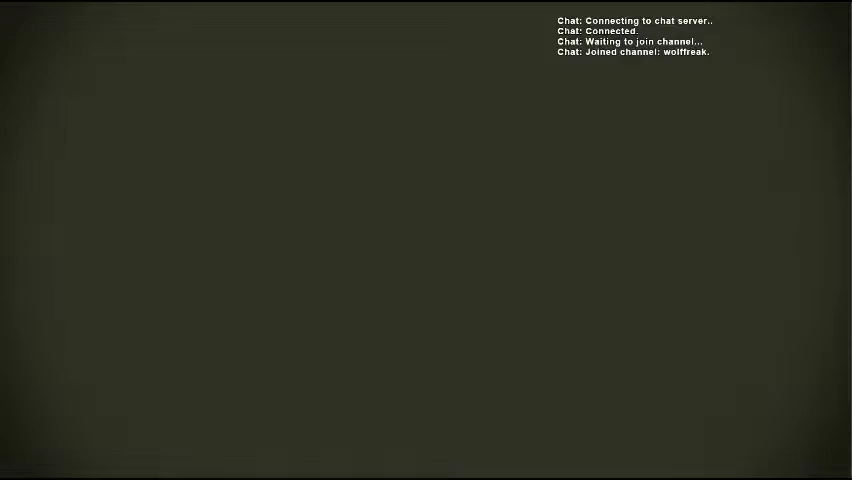 Chat: Connecting to chat server..
Chat: Connected.
Chat: Waiting to join channel...
Chat: Joined channel: wolffreak.